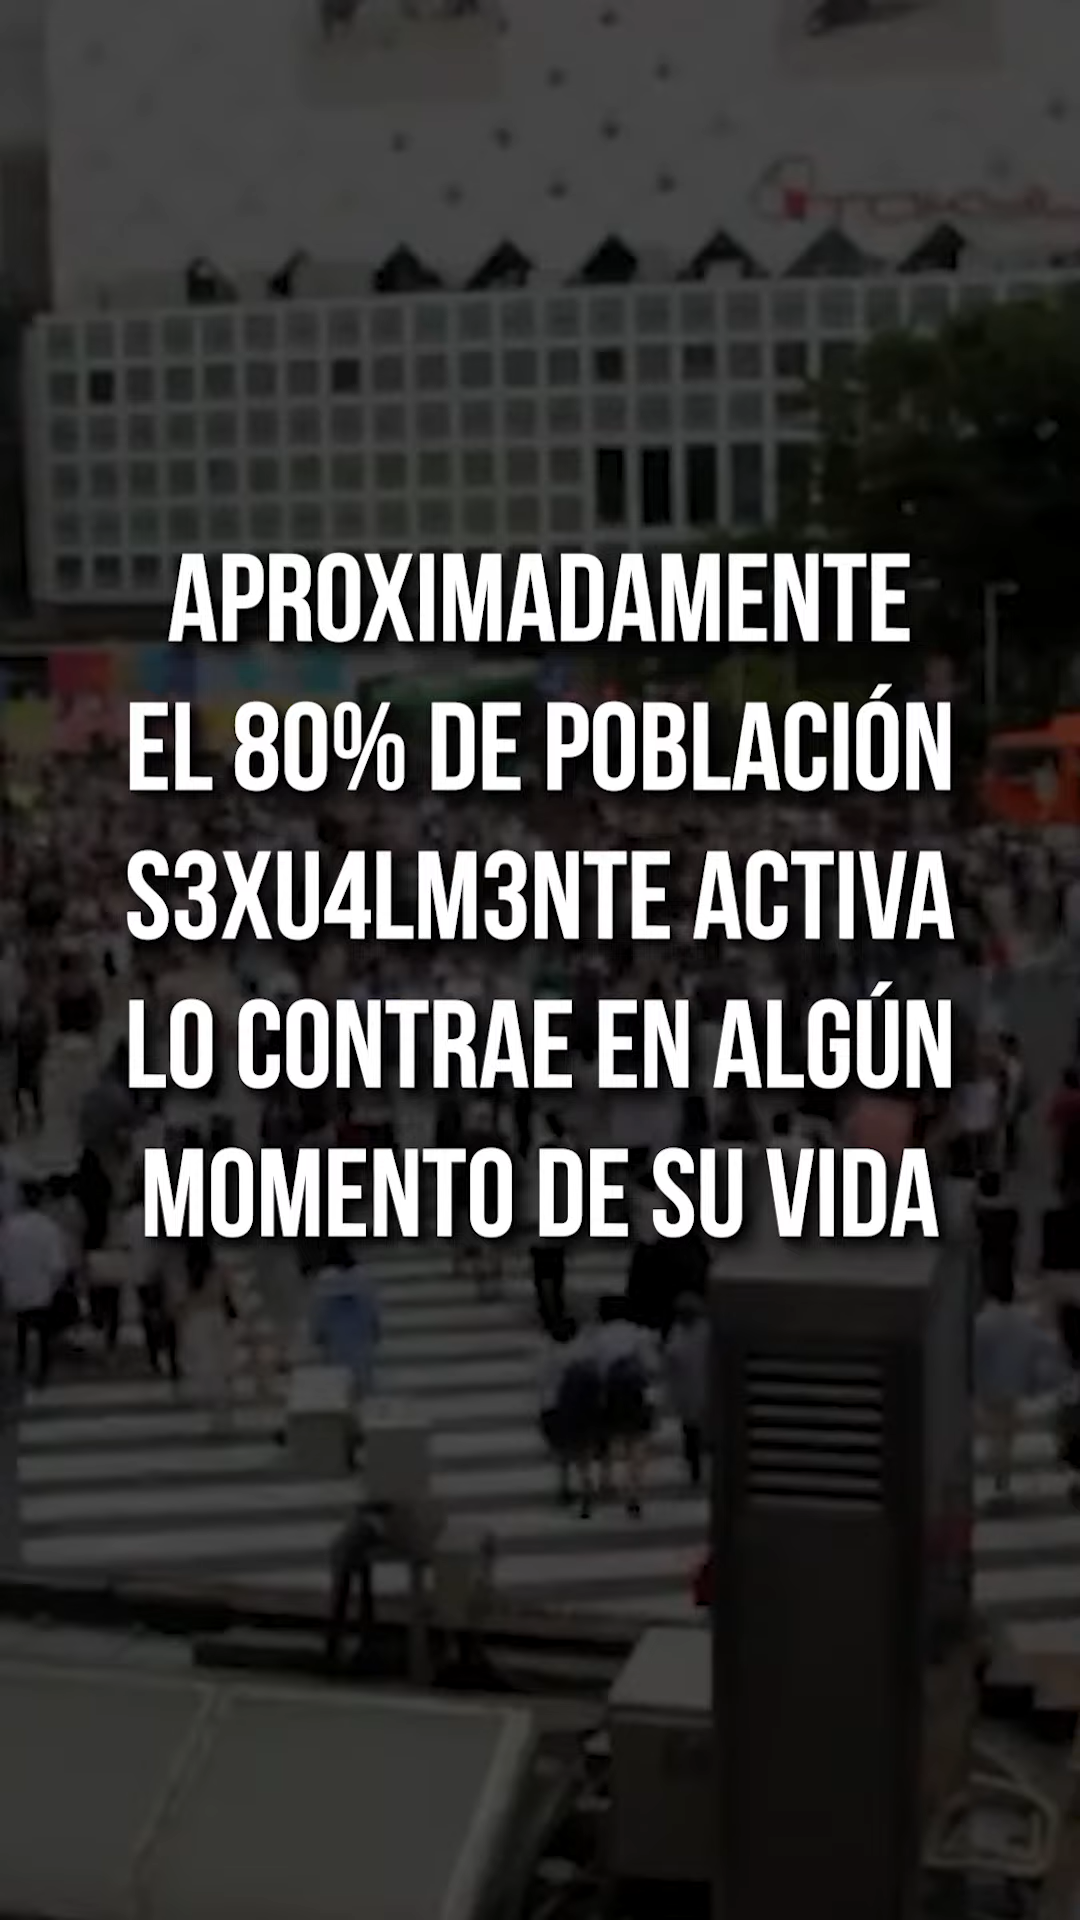 APROXIMADAMENTE
EL 80% DE POBLACIÓN
S3XU4LM3NTE ACTIVA
LO CONTRAE EN ALGÚN
MOMENTO DE SU VIDA